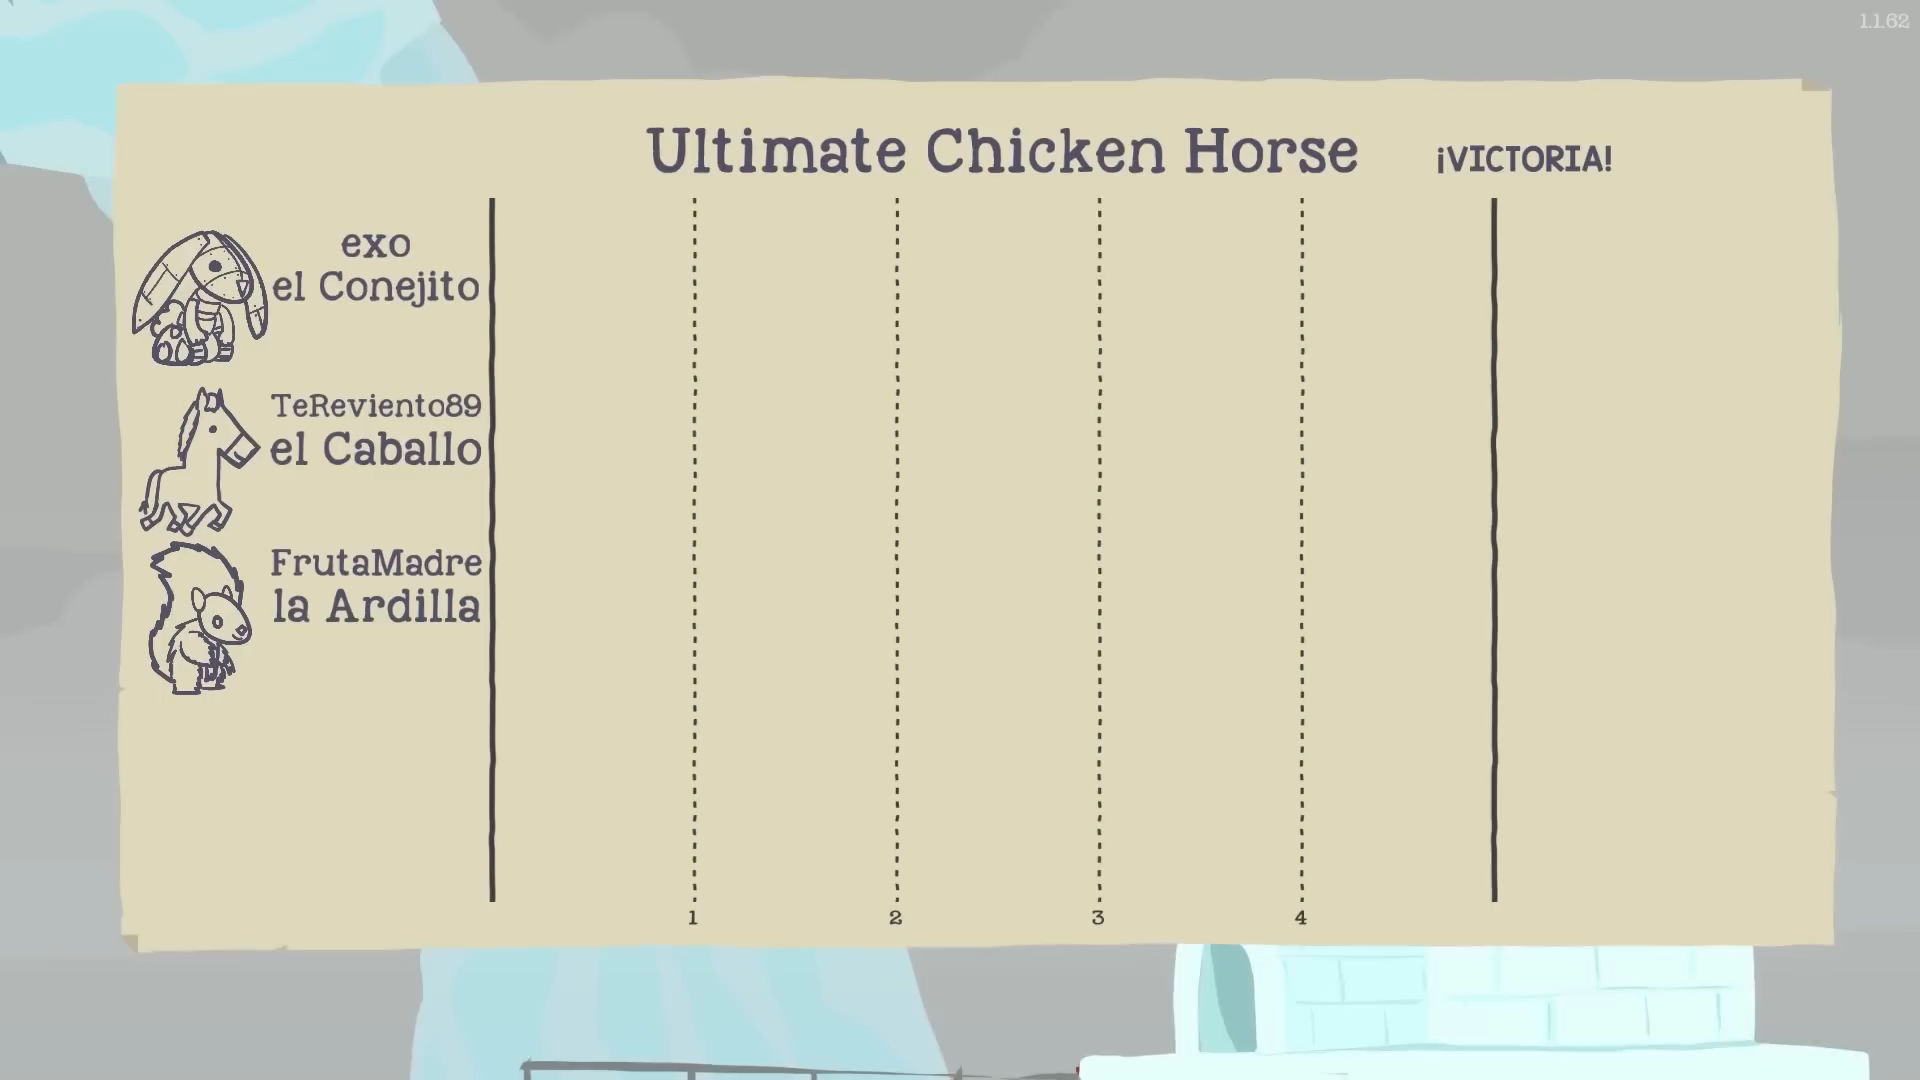 1.1.62
Ultimate Chicken Horse
¡VICTORIA!
exo
el Conejito
TeReviento89
el Caballo
FrutaMadre
la Ardilla
1 2 3 4